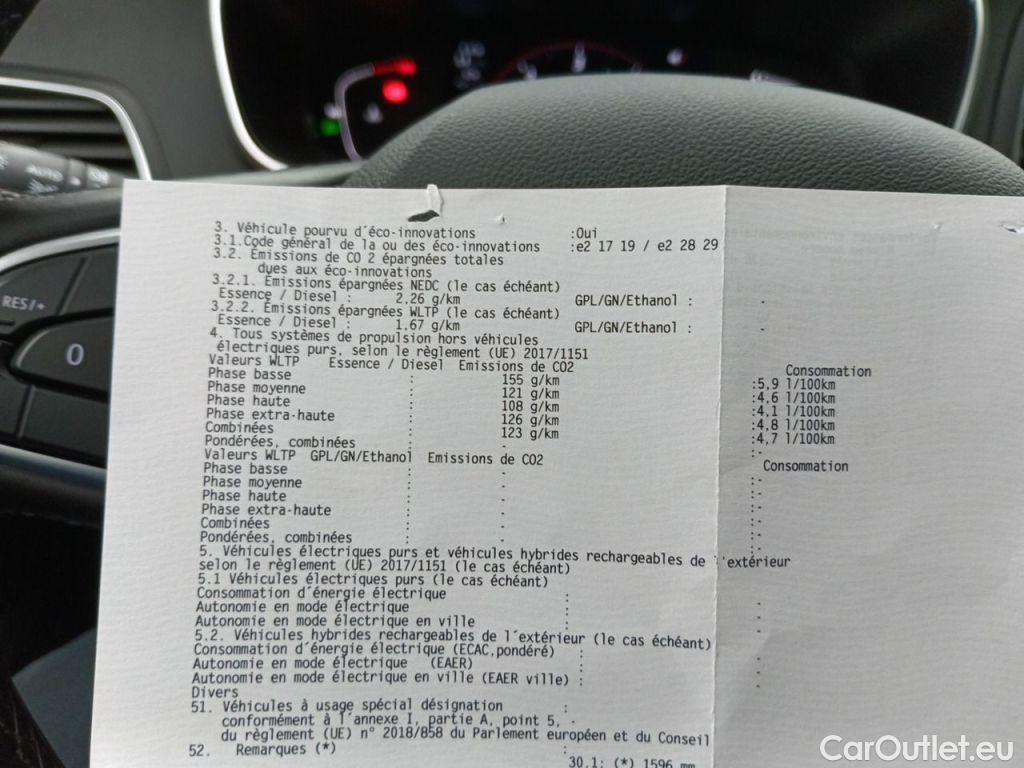 AUTO
RES/+
0
3. Véhicule pourvu d´éco-innovations :Oui
3.1.Code général de la ou des éco-innovations :e2 17 19 / e2 28 29
3.2. Émissions de CO 2 épargnées totales
dues aux éco-innovations
3.2.1. Émissions épargnées NEDC (le cas échéant)
Essence / Diesel : 2,26 g/km GPL/GN/Ethanol : -
3.2.2. Émissions épargnées WLTP (le cas échéant)
Essence / Diesel : 1,67 g/km GPL/GN/Ethanol : -
4. Tous systèmes de propulsion hors véhicules
électriques purs, selon le règlement (UE) 2017/1151
Valeurs WLTP Essence / Diesel Emissions de CO2 Consommation
Phase basse : 155 g/km :5,9 l/100km
Phase moyenne : 121 g/km :4,6 l/100km
Phase haute : 108 g/km :4,1 l/100km
Phase extra-haute : 126 g/km :4,8 l/100km
Combinées : 123 g/km :4,7 l/100km
Pondérées, combinées : - :-
Valeurs WLTP GPL/GN/Ethanol Emissions de CO2 Consommation
Phase basse : - :-
Phase moyenne : - :-
Phase haute : - :-
Phase extra-haute : - :-
Combinées : - :-
Pondérées, combinées : - :-
5. Véhicules électriques purs et véhicules hybrides rechargeables de l'extérieur
selon le règlement (UE) 2017/1151 (le cas échéant)
5.1 Véhicules électriques purs (le cas échéant)
Consommation d´énergie électrique : -
Autonomie en mode électrique : -
Autonomie en mode électrique en ville : -
5.2. Véhicules hybrides rechargeables de l´extérieur (le cas échéant)
Consommation d´énergie électrique (ECAC,pondéré) : -
Autonomie en mode électrique (EAER) : -
Autonomie en mode électrique en ville (EAER ville) : -
Divers
51. Véhicules à usage spécial désignation :
conformément à l´annexe I, partie A, point 5, -
du règlement (UE) n° 2018/858 du Parlement européen et du Conseil
52. Remarques (*) :
30.1: (*) 1596 mm
CarOutlet.eu